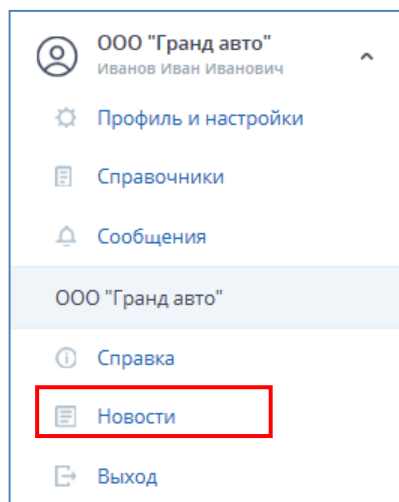 ООО "Гранд авто"
Иванов Иван Иванович
Профиль и настройки
Справочники
Сообщения
ООО "Гранд авто"
Справка
Новости
Выход